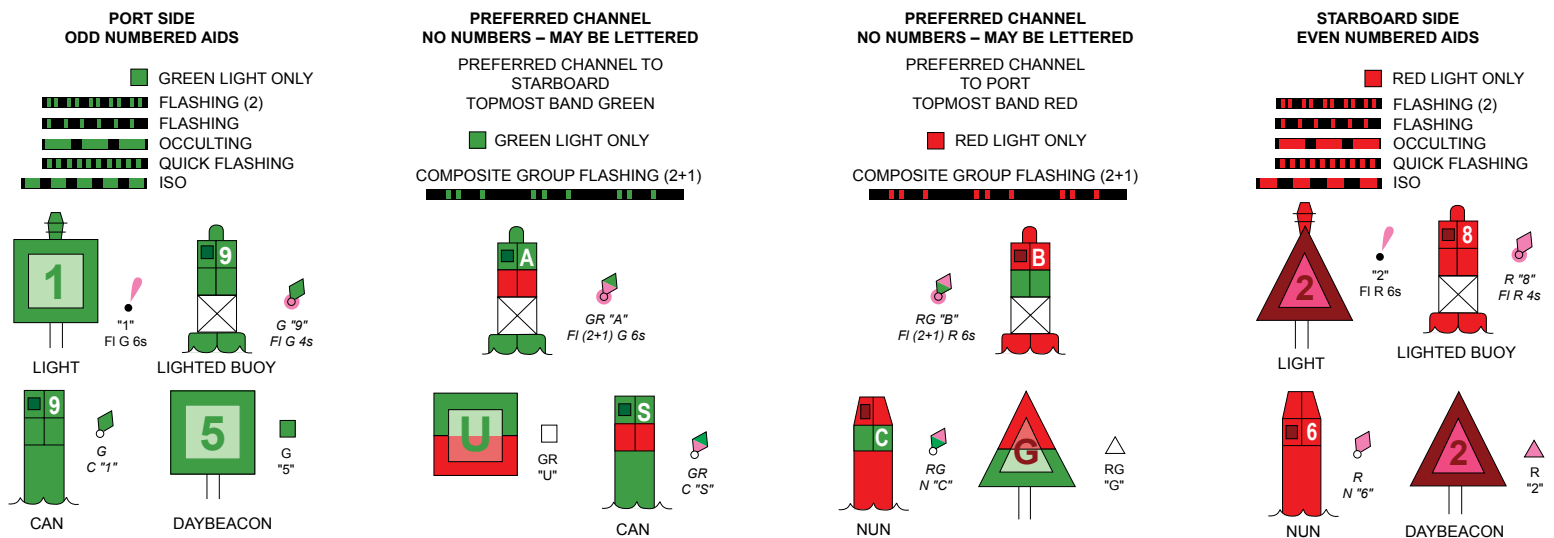 PORT SIDE
ODD NUMBERED AIDS
GREEN LIGHT ONLY
FLASHING (2)
FLASHING
OCCULTING
QUICK FLASHING
ISO
1
"1"
Fl G 6s
LIGHT
9
G "9"
Fl G 4s
LIGHTED BUOY
9
G
C "1"
CAN
5
G
"5"
DAYBEACON
PREFERRED CHANNEL
NO NUMBERS – MAY BE LETTERED
PREFERRED CHANNEL TO
STARBOARD
TOPMOST BAND GREEN
GREEN LIGHT ONLY
COMPOSITE GROUP FLASHING (2+1)
A
GR "A"
Fl (2+1) G 6s
U
GR
"U"
S
GR
C "S"
CAN
PREFERRED CHANNEL
NO NUMBERS – MAY BE LETTERED
PREFERRED CHANNEL
TO PORT
TOPMOST BAND RED
RED LIGHT ONLY
COMPOSITE GROUP FLASHING (2+1)
RG "B"
Fl (2+1) R 6s
B
C
RG
N "C"
NUN
G
RG
"G"
STARBOARD SIDE
EVEN NUMBERED AIDS
RED LIGHT ONLY
FLASHING (2)
FLASHING
OCCULTING
QUICK FLASHING
ISO
2
"2"
Fl R 6s
LIGHT
8
R "8"
Fl R 4s
LIGHTED BUOY
6
R
N "6"
NUN
2
R
"2"
DAYBEACON